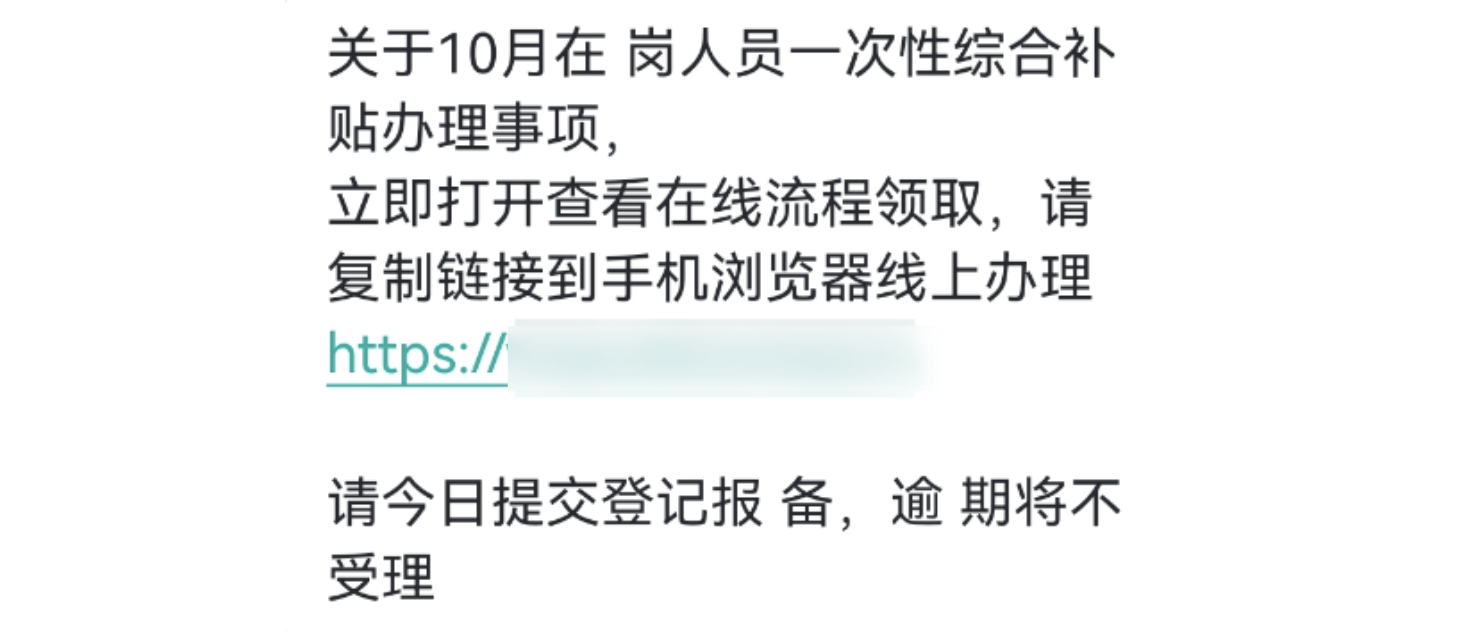 关于10月在 岗人员一次性综合补
贴办理事项，
立即打开查看在线流程领取，请
复制链接到手机浏览器线上办理
https://
请今日提交登记报 备，逾 期将不
受理